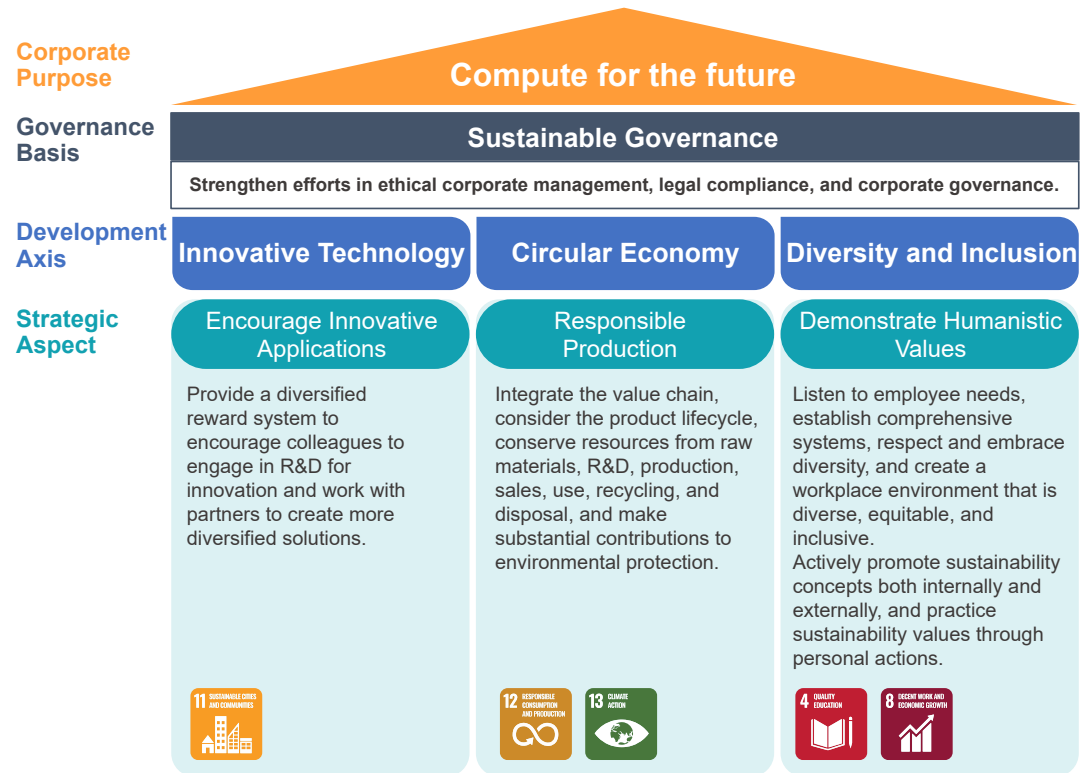 Corporate
Purpose
Compute for the future
Governance
Basis
Sustainable Governance
Strengthen efforts in ethical corporate management, legal compliance, and corporate governance.
Development
Axis
Innovative Technology
Circular Economy
Diversity and Inclusion
Strategic
Aspect
Encourage Innovative
Applications
Provide a diversified
reward system to
encourage colleagues to
engage in R&D for
innovation and work with
partners to create more
diversified solutions.
11 SUSTAINABLE CITIES
AND COMMUNITIES
Responsible
Production
Integrate the value chain,
consider the product lifecycle,
conserve resources from raw
materials, R&D, production,
sales, use, recycling, and
disposal, and make
substantial contributions to
environmental protection.
12 RESPONSIBLE
CONSUMPTION
AND PRODUCTION
13 CLIMATE
ACTION
Demonstrate Humanistic
Values
Listen to employee needs,
establish comprehensive
systems, respect and embrace
diversity, and create a
workplace environment that is
diverse, equitable, and
inclusive.
Actively promote sustainability
concepts both internally and
externally, and practice
sustainability values through
personal actions.
4 QUALITY
EDUCATION
8 DECENT WORK AND
ECONOMIC GROWTH